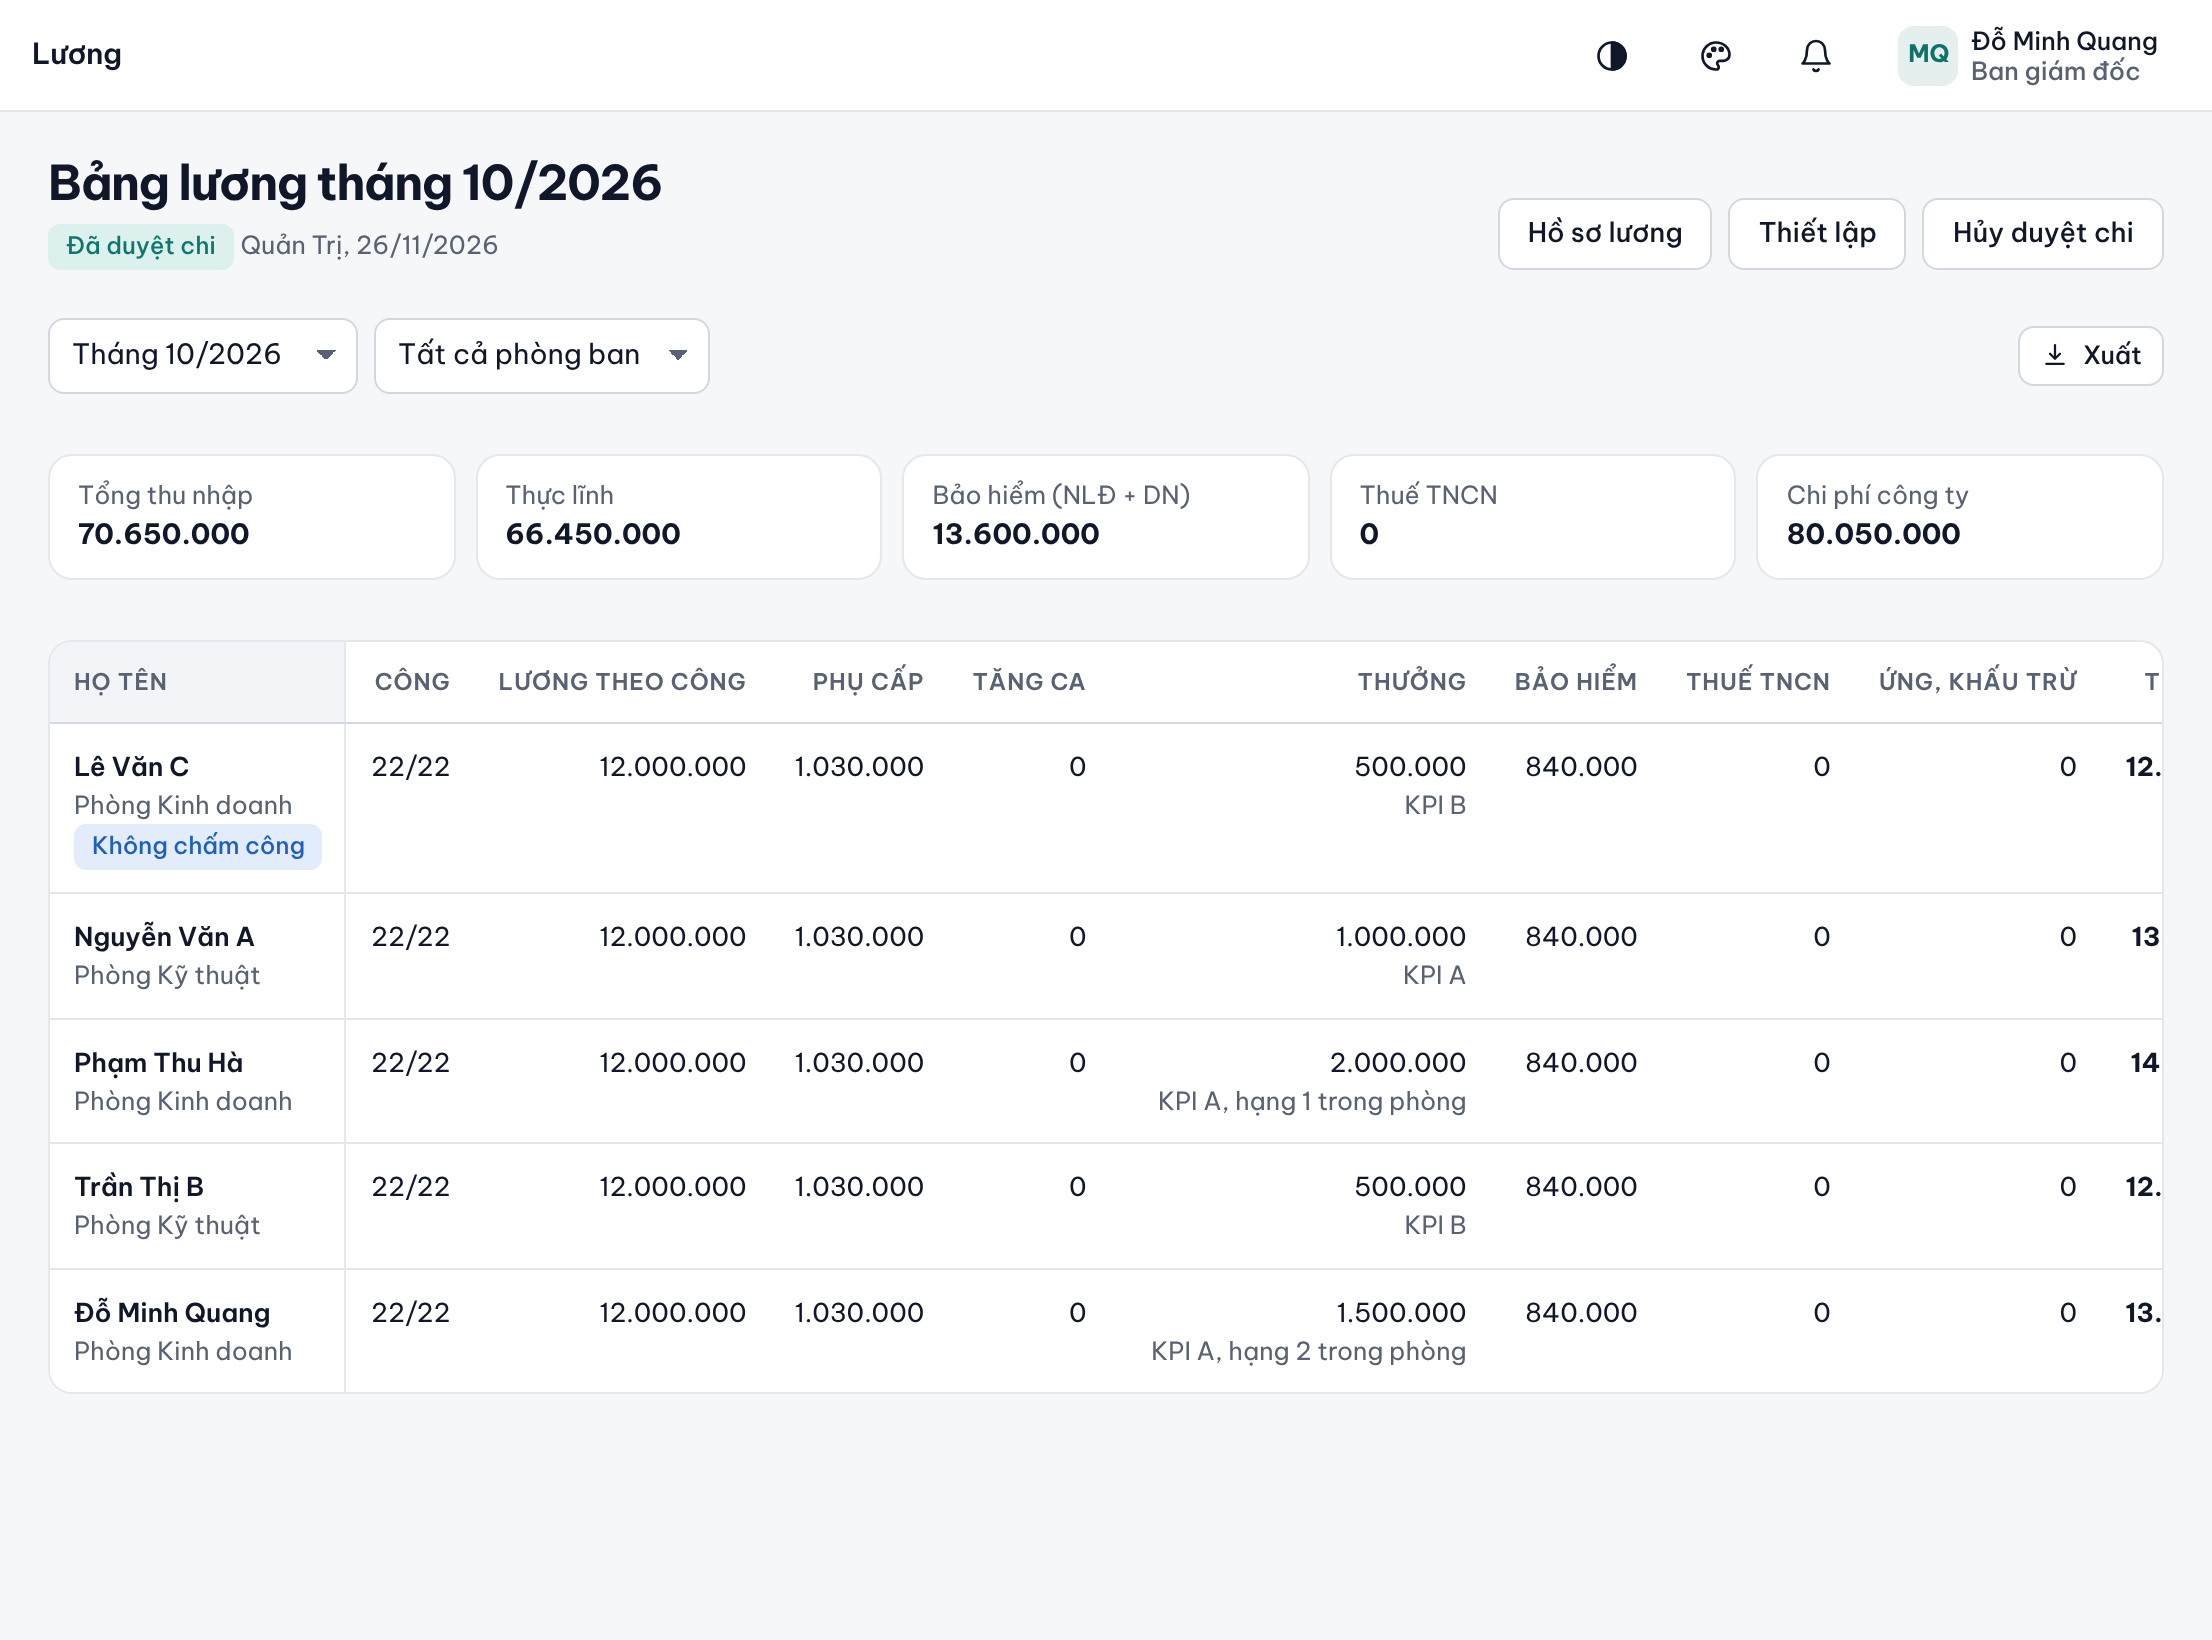 Lương
MQ
Đỗ Minh Quang
Ban giám đốc
Bảng lương tháng 10/2026
Đã duyệt chi Quản Trị, 26/11/2026
Hồ sơ lương
Thiết lập
Hủy duyệt chi
Tháng 10/2026
Tất cả phòng ban
Xuất
Tổng thu nhập
70.650.000
Thực lĩnh
66.450.000
Bảo hiểm (NLĐ + DN)
13.600.000
Thuế TNCN
0
Chi phí công ty
80.050.000
HỌ TÊN CÔNG LƯƠNG THEO CÔNG PHỤ CẤP TĂNG CA THƯỞNG BẢO HIỂM THUẾ TNCN ỨNG, KHẤU TRỪ T
Lê Văn C 22/22 12.000.000 1.030.000 0 500.000 840.000 0 0 12.
Phòng Kinh doanh KPI B
Không chấm công
Nguyễn Văn A 22/22 12.000.000 1.030.000 0 1.000.000 840.000 0 0 13
Phòng Kỹ thuật KPI A
Phạm Thu Hà 22/22 12.000.000 1.030.000 0 2.000.000 840.000 0 0 14
Phòng Kinh doanh KPI A, hạng 1 trong phòng
Trần Thị B 22/22 12.000.000 1.030.000 0 500.000 840.000 0 0 12.
Phòng Kỹ thuật KPI B
Đỗ Minh Quang 22/22 12.000.000 1.030.000 0 1.500.000 840.000 0 0 13.
Phòng Kinh doanh KPI A, hạng 2 trong phòng